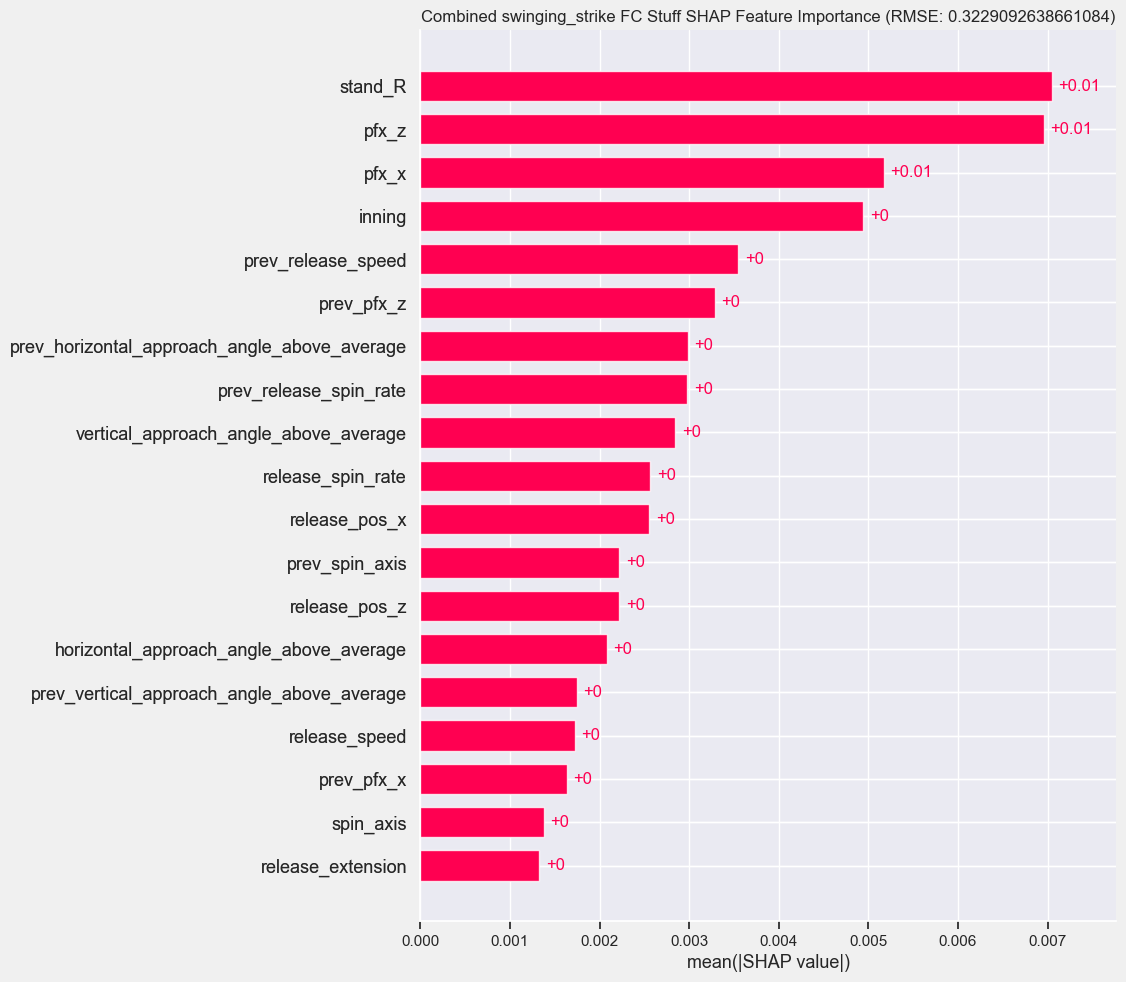 Combined swinging_strike FC Stuff SHAP Feature Importance (RMSE: 0.3229092638661084)
stand_R +0.01
pfx_z +0.01
pfx_x +0.01
inning +0
prev_release_speed +0
prev_pfx_z +0
prev_horizontal_approach_angle_above_average +0
prev_release_spin_rate +0
vertical_approach_angle_above_average +0
release_spin_rate +0
release_pos_x +0
prev_spin_axis +0
release_pos_z +0
horizontal_approach_angle_above_average +0
prev_vertical_approach_angle_above_average +0
release_speed +0
prev_pfx_x +0
spin_axis +0
release_extension +0
0.000 0.001 0.002 0.003 0.004 0.005 0.006 0.007
mean(|SHAP value|)